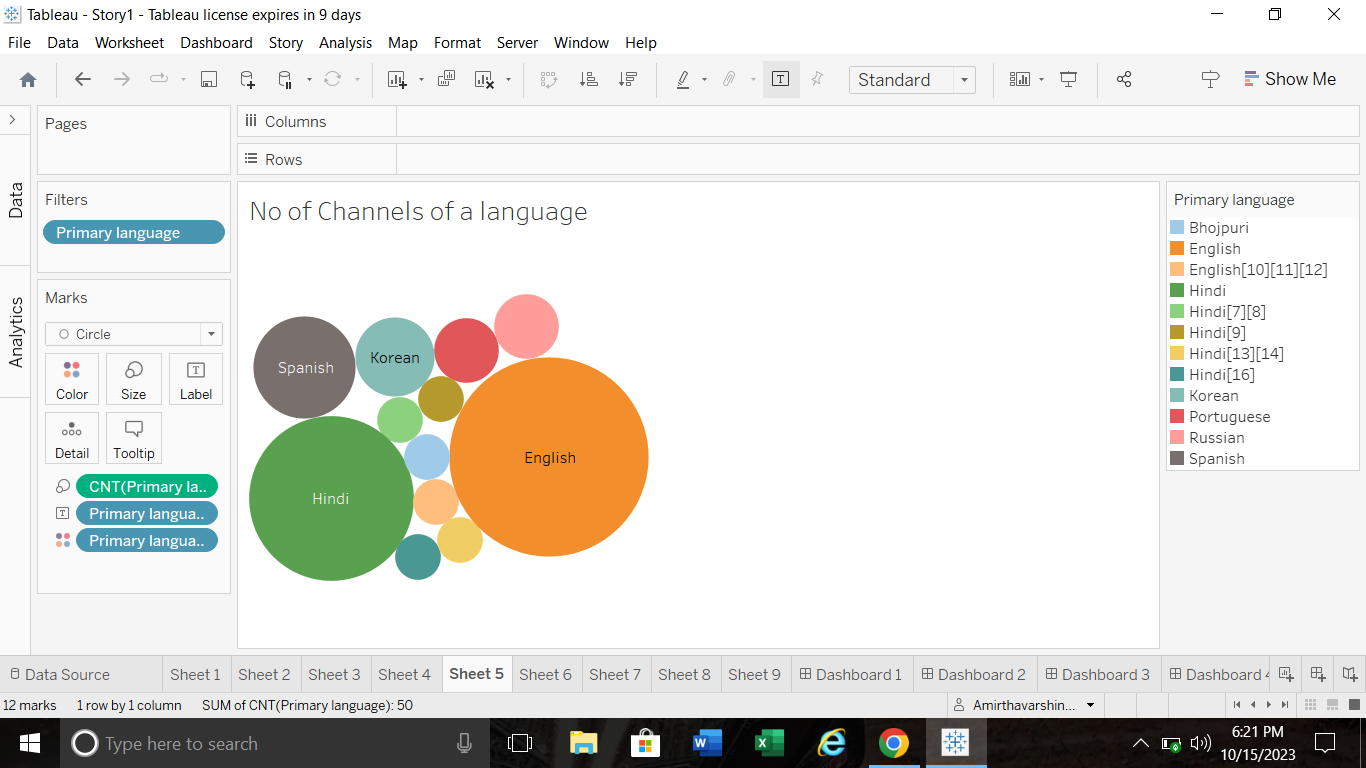 Tableau - Story1 - Tableau license expires in 9 days
File Data Worksheet Dashboard Story Analysis Map Format Server Window Help
Standard
Show Me
Data
Analytics
Pages
Columns
Rows
Filters
Primary language
Marks
Circle
Color Size Label
Detail Tooltip
CNT(Primary la..
Primary langua..
Primary langua..
No of Channels of a language
Spanish
Korean
English
Hindi
Primary language
Bhojpuri
English
English[10][11][12]
Hindi
Hindi[7][8]
Hindi[9]
Hindi[13][14]
Hindi[16]
Korean
Portuguese
Russian
Spanish
Data Source Sheet 1 Sheet 2 Sheet 3 Sheet 4 Sheet 5 Sheet 6 Sheet 7 Sheet 8 Sheet 9 Dashboard 1 Dashboard 2 Dashboard 3 Dashboard 4
12 marks 1 row by 1 column SUM of CNT(Primary language): 50 Amirthavarshin...
Type here to search
6:21 PM
10/15/2023